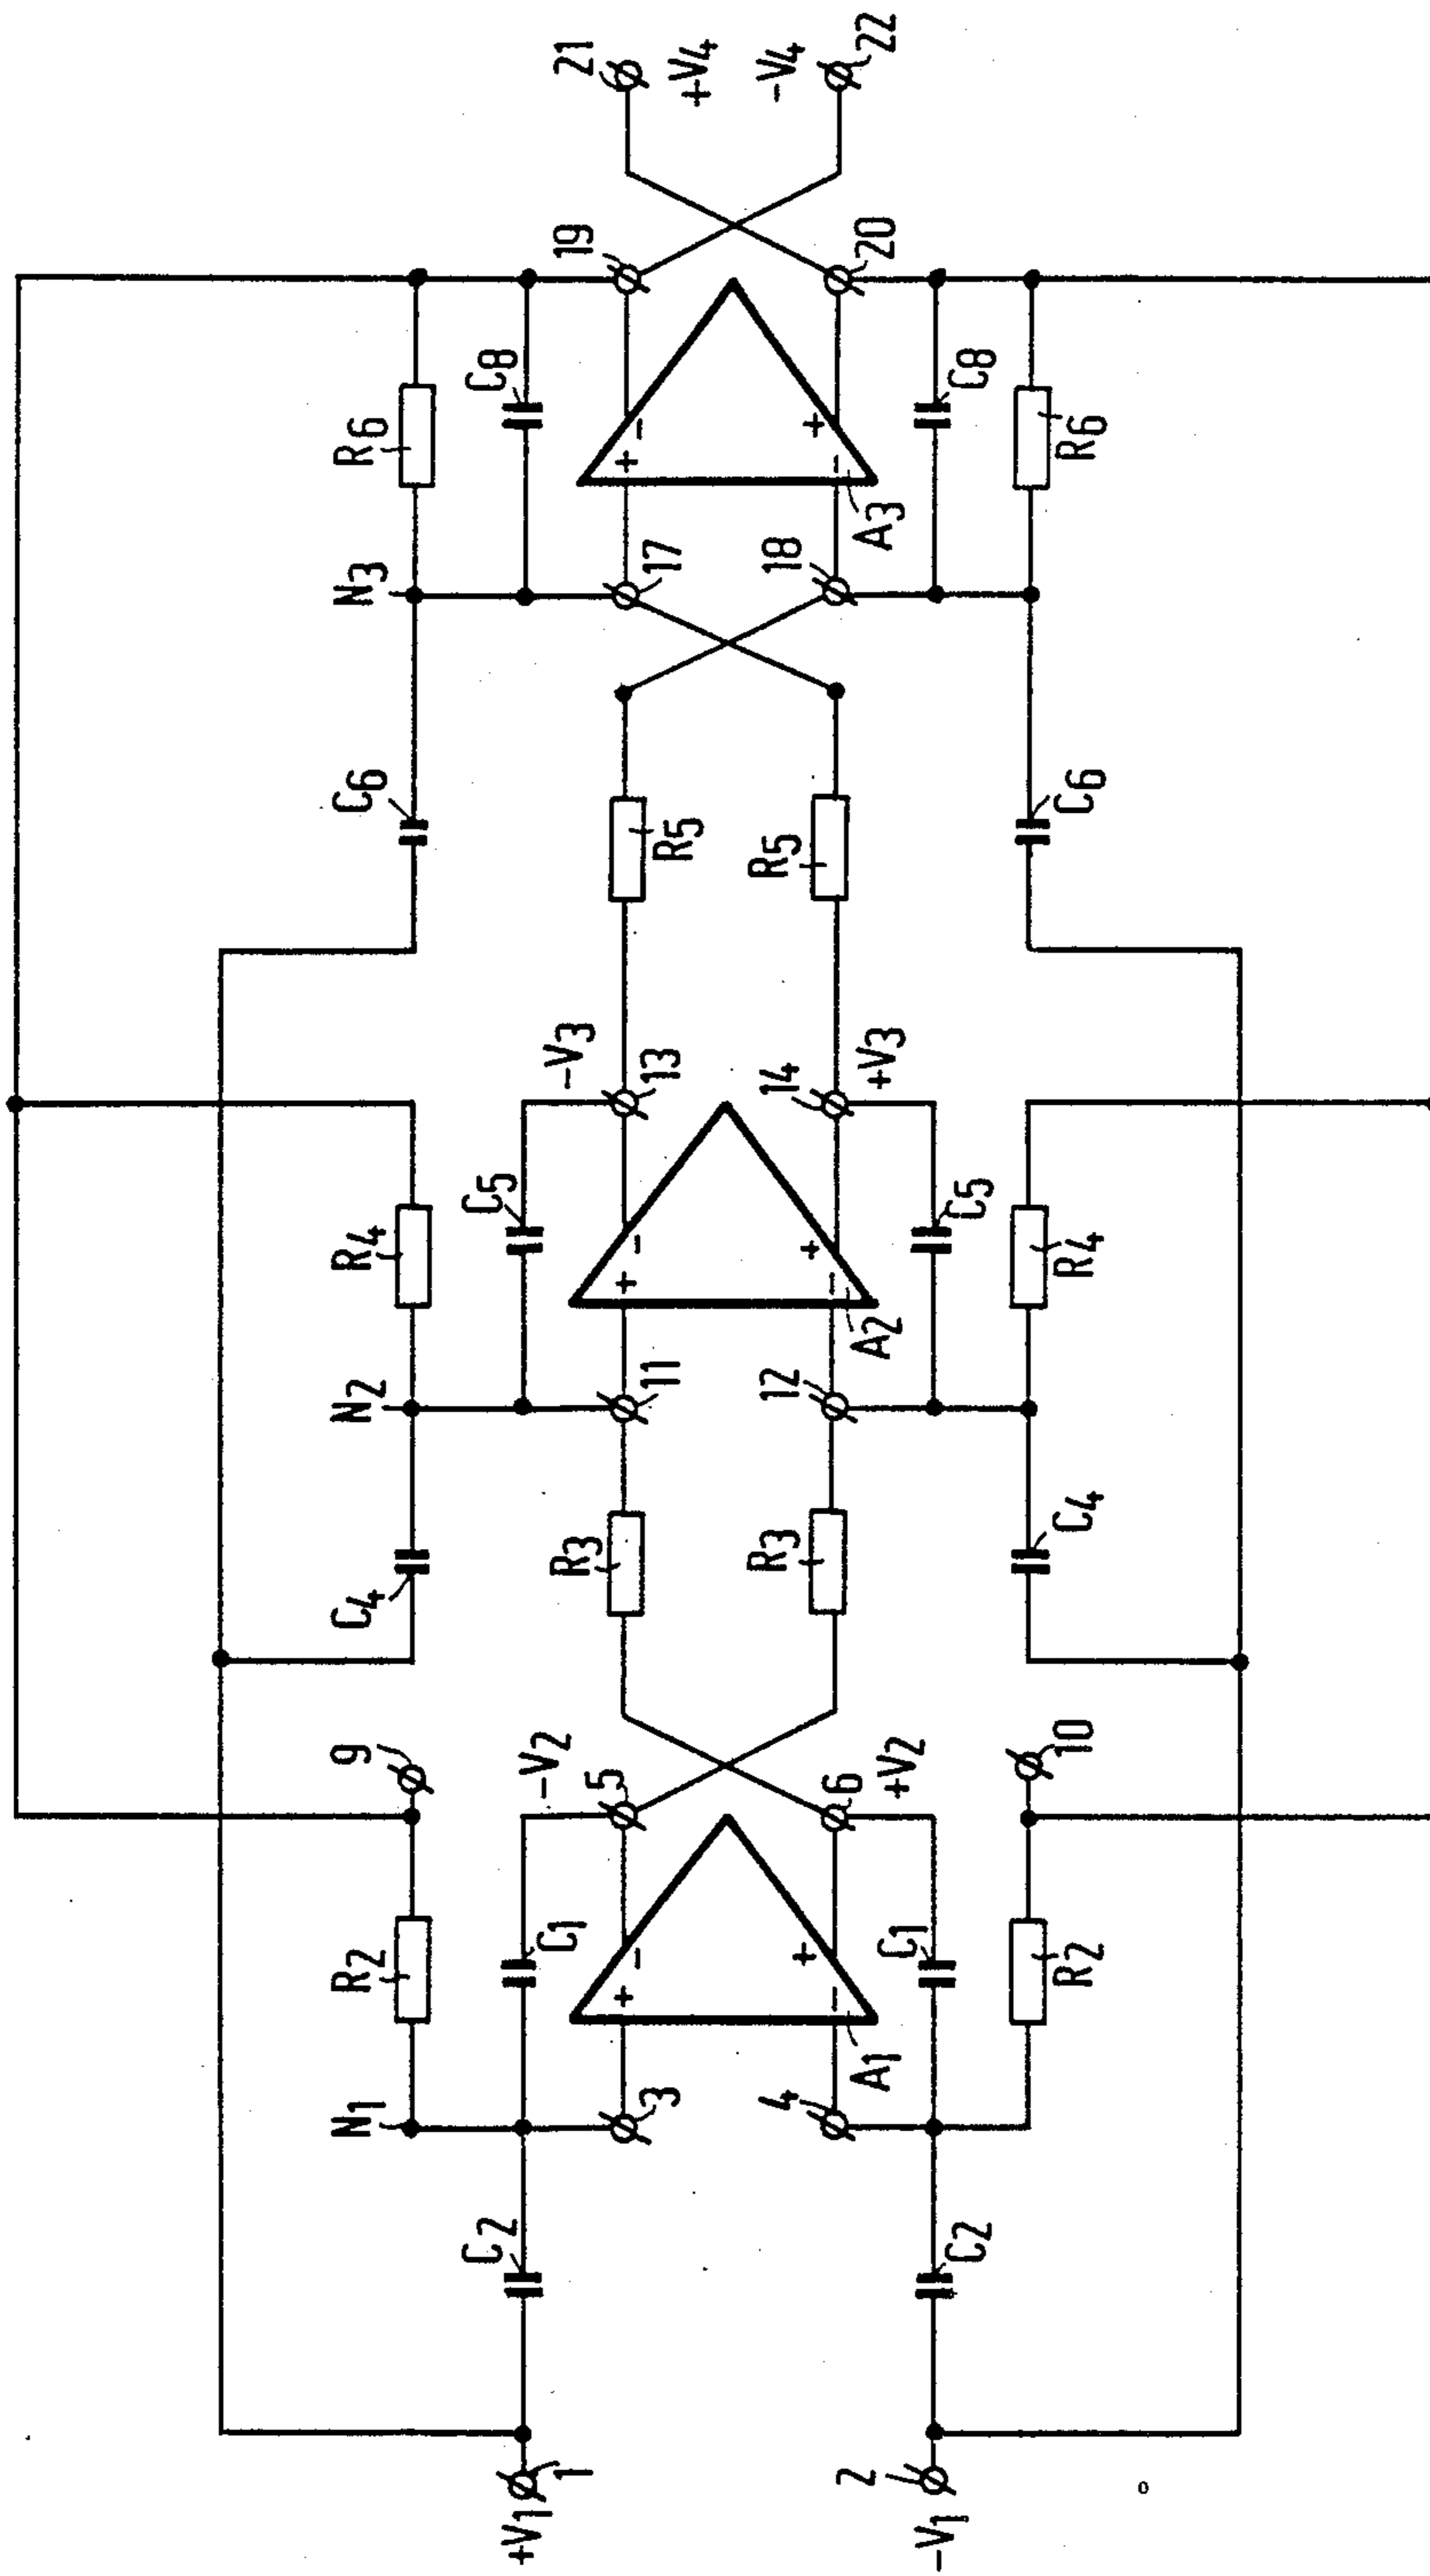 N1
R2
9
C4
N2
R4
C6
N3
R6
C2
C1
-V2
C5
-V3
C8
+V1
1
3
+ -
5
R3
11
+ -
13
R5
17
+ -
19
21
+V4
-V4
4
- +
6
R3
12
- +
14
R5
18
- +
20
22
-V1
2
C2
A1
C1
+V2
A2
C5
+V3
A3
C8
R2
10
C4
R4
C6
R6